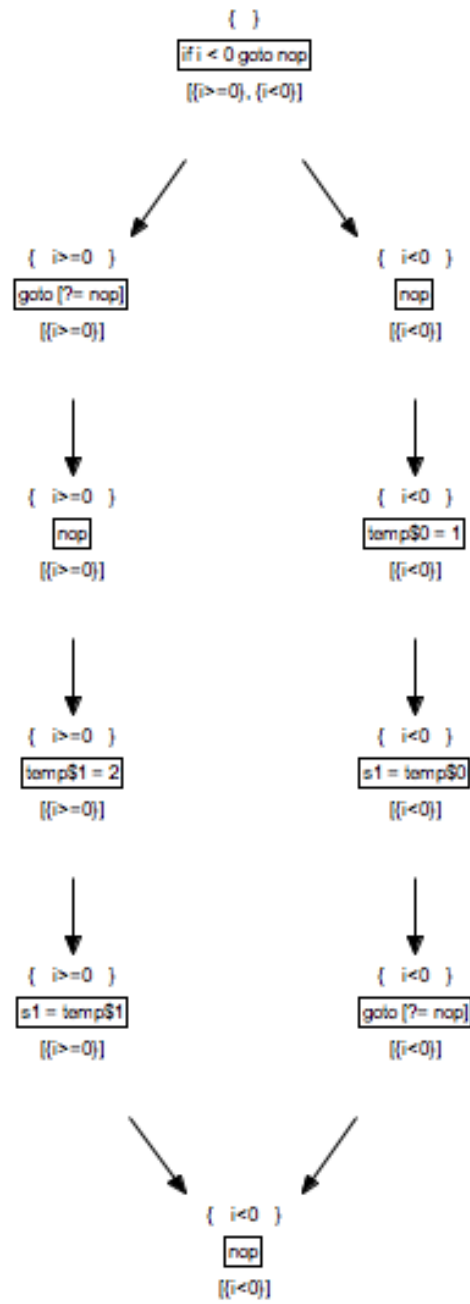 { }
if i < 0 goto nop
[{i>=0}, {i<0}]
{ i>=0 }
goto [?= nop]
[{i>=0}]
{ i<0 }
nop
[{i<0}]
{ i>=0 }
nop
[{i>=0}]
{ i<0 }
temp$0 = 1
[{i<0}]
{ i>=0 }
temp$1 = 2
[{i>=0}]
{ i<0 }
s1 = temp$0
[{i<0}]
{ i>=0 }
s1 = temp$1
[{i>=0}]
{ i<0 }
goto [?= nop]
[{i<0}]
{ i<0 }
nop
[{i<0}]